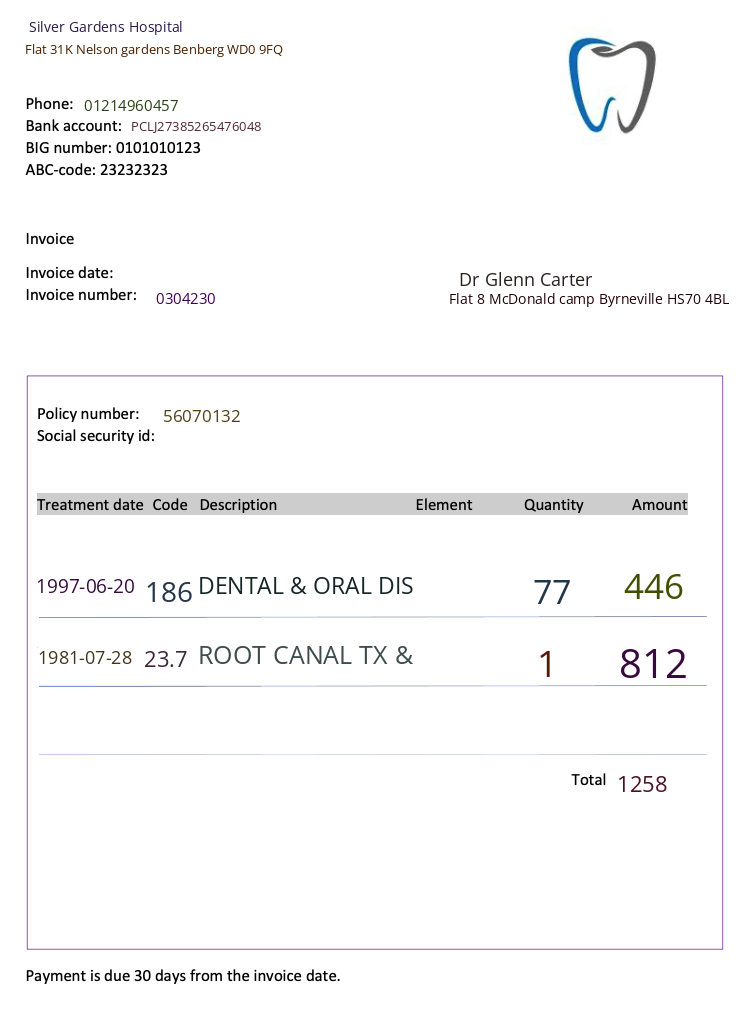 Silver Gardens Hospital
Flat 31K Nelson gardens Benberg WD0 9FQ
Phone: 01214960457
Bank account: PCLJ27385265476048
BIG number: 0101010123
ABC-code: 23232323
Invoice
Invoice date:
Invoice number: 0304230
Dr Glenn Carter
Flat 8 McDonald camp Byrneville HS70 4BL
Policy number: 56070132
Social security id:
Treatment date Code Description Element Quantity Amount
1997-06-20 186 DENTAL & ORAL DIS 77 446
1981-07-28 23.7 ROOT CANAL TX & 1 812
Total 1258
Payment is due 30 days from the invoice date.